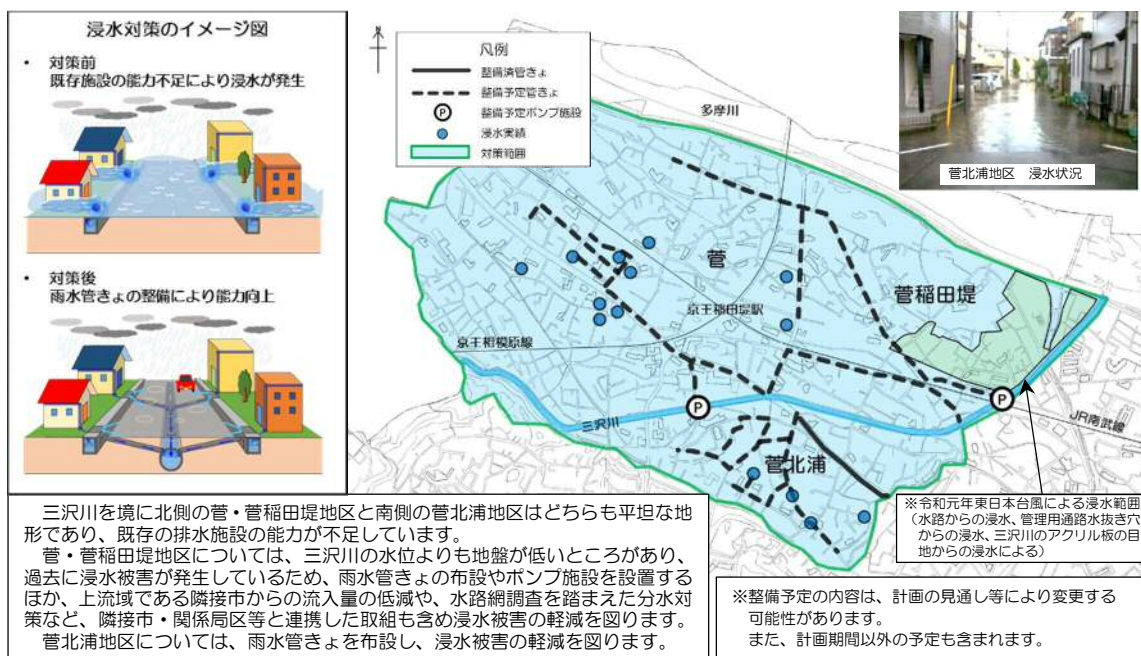 浸水対策のイメージ図
・ 対策前
既存施設の能力不足により浸水が発生
・ 対策後
雨水管きょの整備により能力向上
凡例
整備済管きょ
整備予定管きょ
P 整備予定ポンプ施設
浸水実績
対策範囲
多摩川
菅北浦地区 浸水状況
菅
菅稲田堤
京王稲田堤駅
京王相模原線
P
P
三沢川
JR南武線
菅北浦
※令和元年東日本台風による浸水範囲
(水路からの浸水、管理用通路水抜き穴
からの浸水、三沢川のアクリル板の目
地からの浸水による)
三沢川を境に北側の菅・菅稲田堤地区と南側の菅北浦地区はどちらも平坦な地
形であり、既存の排水施設の能力が不足しています。
菅・菅稲田堤地区については、三沢川の水位よりも地盤が低いところがあり、
過去に浸水被害が発生しているため、雨水管きょの布設やポンプ施設を設置する
ほか、上流域である隣接市からの流入量の低減や、水路網調査を踏まえた分水対
策など、隣接市・関係局区等と連携した取組も含め浸水被害の軽減を図ります。
菅北浦地区については、雨水管きょを布設し、浸水被害の軽減を図ります。
※整備予定の内容は、計画の見通し等により変更する
可能性があります。
また、計画期間以外の予定も含まれます。